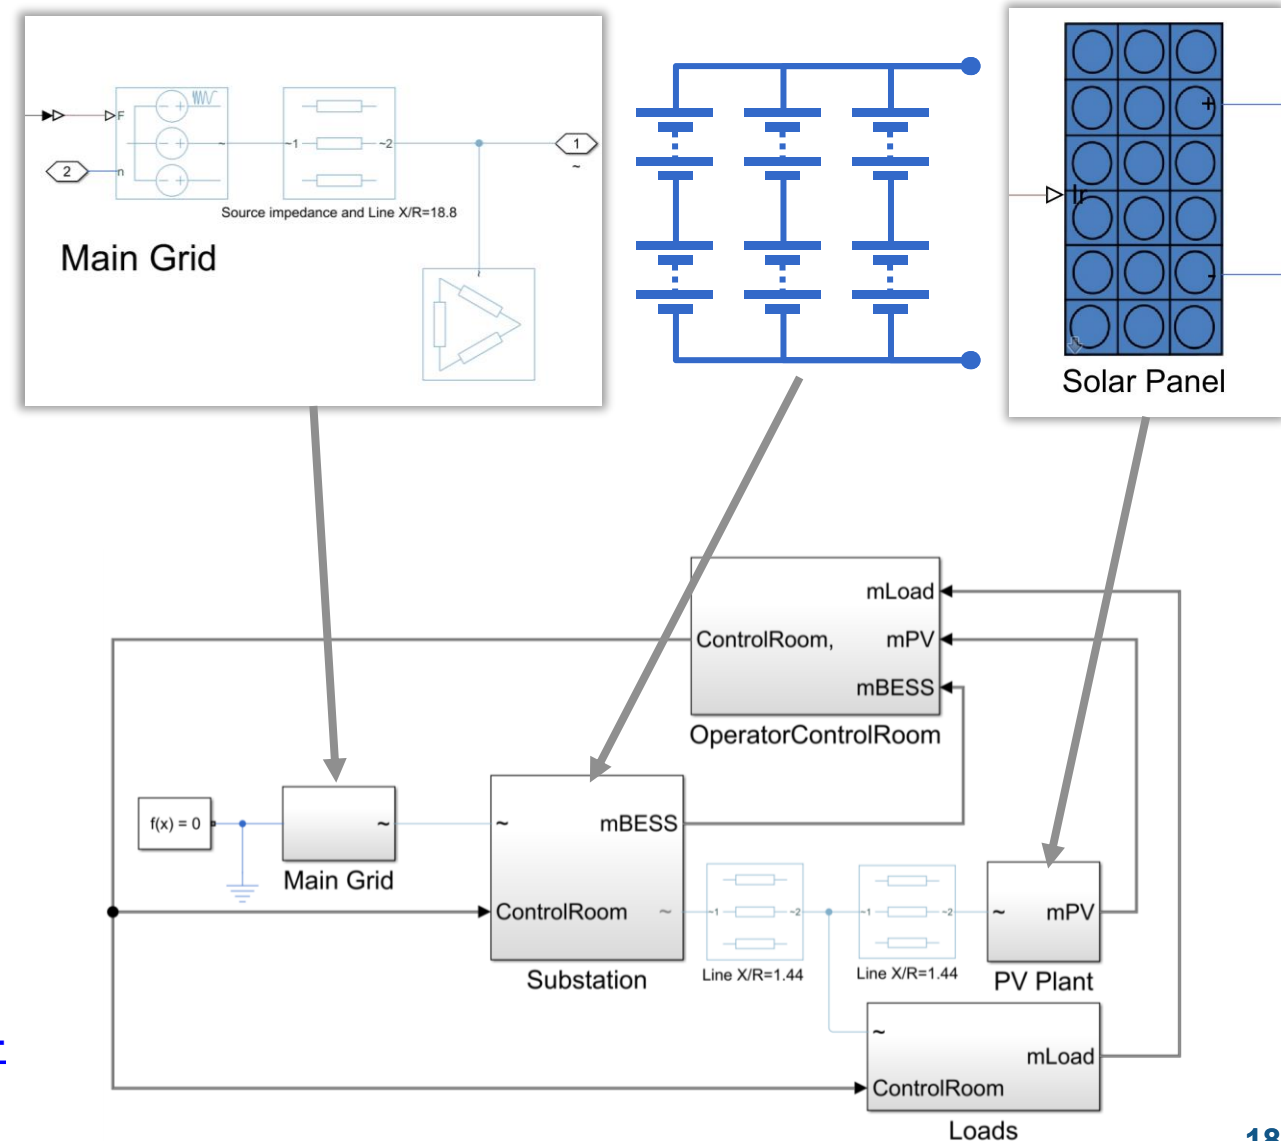 F
2
n
~
~1
~2
1
~
Source impedance and Line X/R=18.8
Main Grid
~
+
Ir
-
Solar Panel
mLoad
ControlRoom,
mPV
mBESS
OperatorControlRoom
f(x) = 0
~
Main Grid
~
mBESS
ControlRoom
~
Substation
~1
~2
Line X/R=1.44
~1
~2
Line X/R=1.44
~
mPV
PV Plant
~
mLoad
ControlRoom
Loads
18